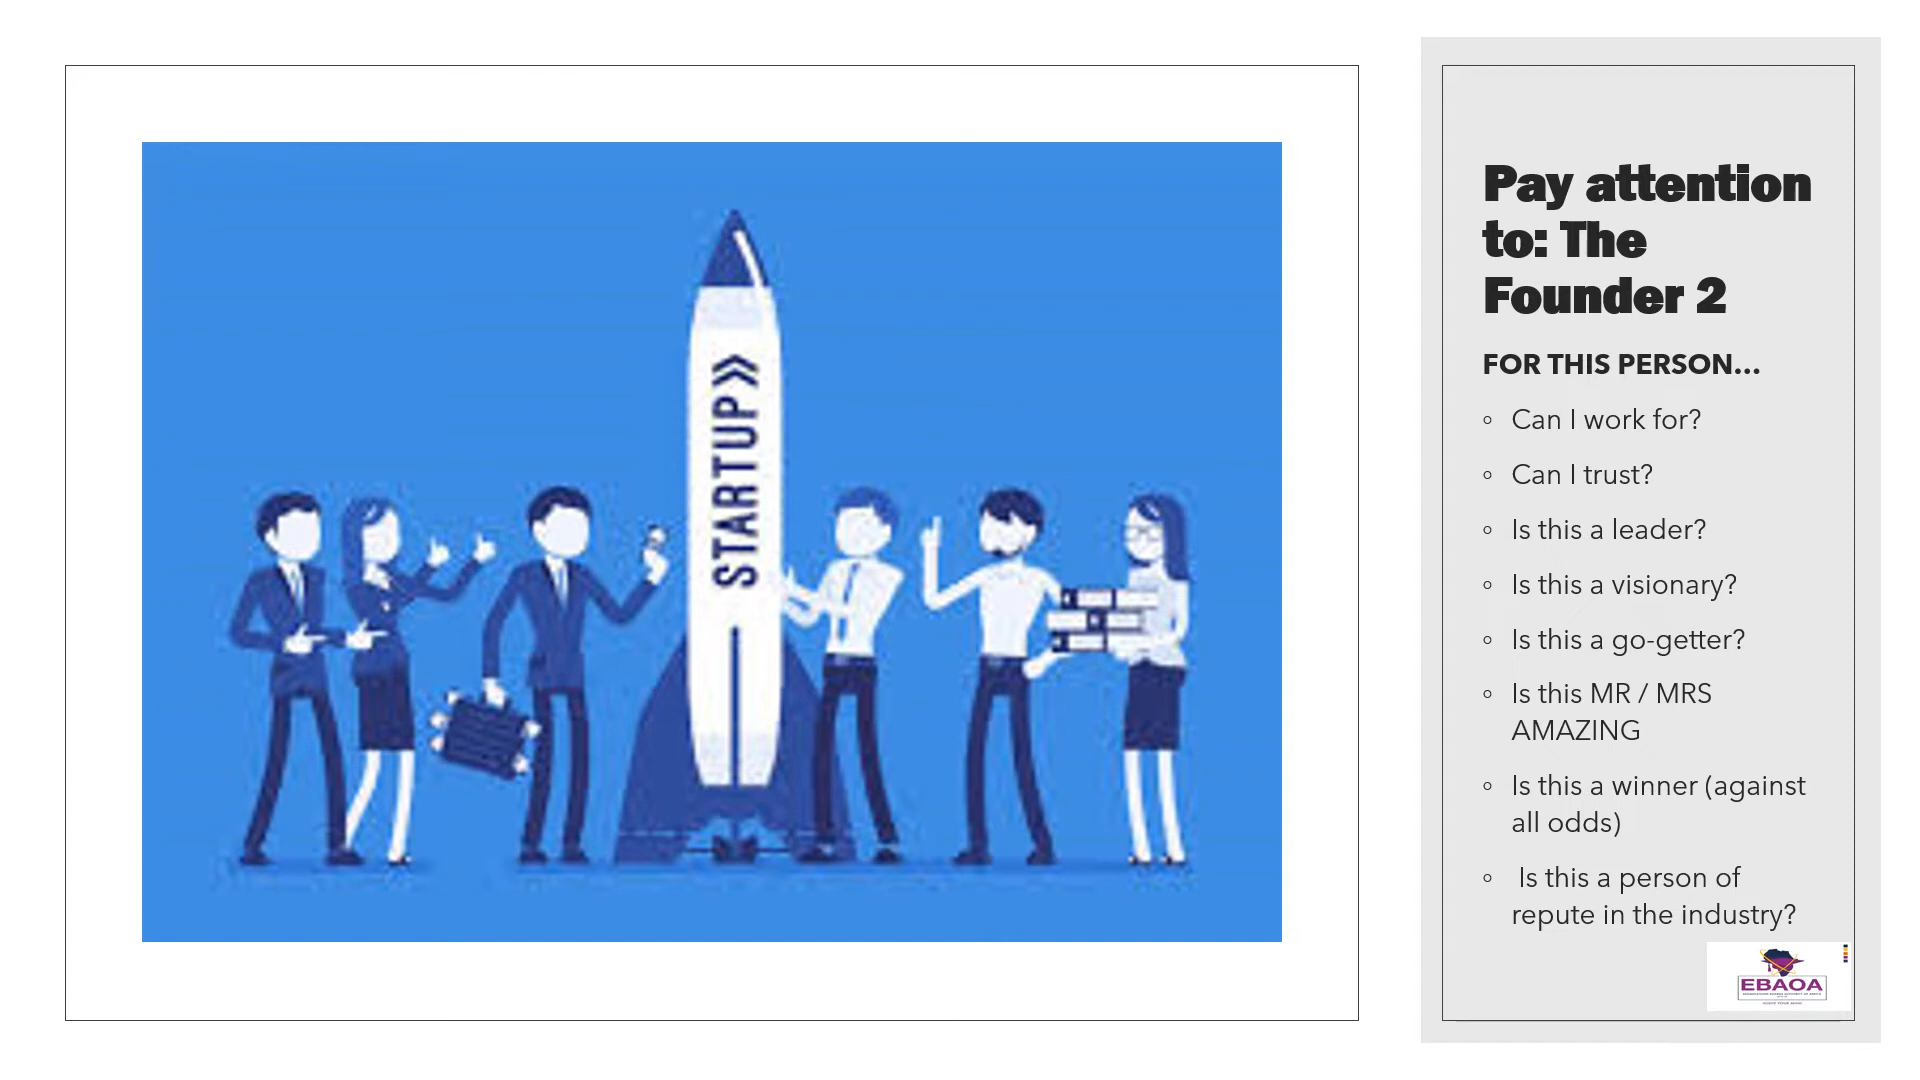 STARTUP
Pay attention
to: The
Founder 2
FOR THIS PERSON...
◦ Can I work for?
◦ Can I trust?
◦ Is this a leader?
◦ Is this a visionary?
◦ Is this a go-getter?
◦ Is this MR / MRS
AMAZING
◦ Is this a winner (against
all odds)
◦ Is this a person of
repute in the industry?
EBAOA